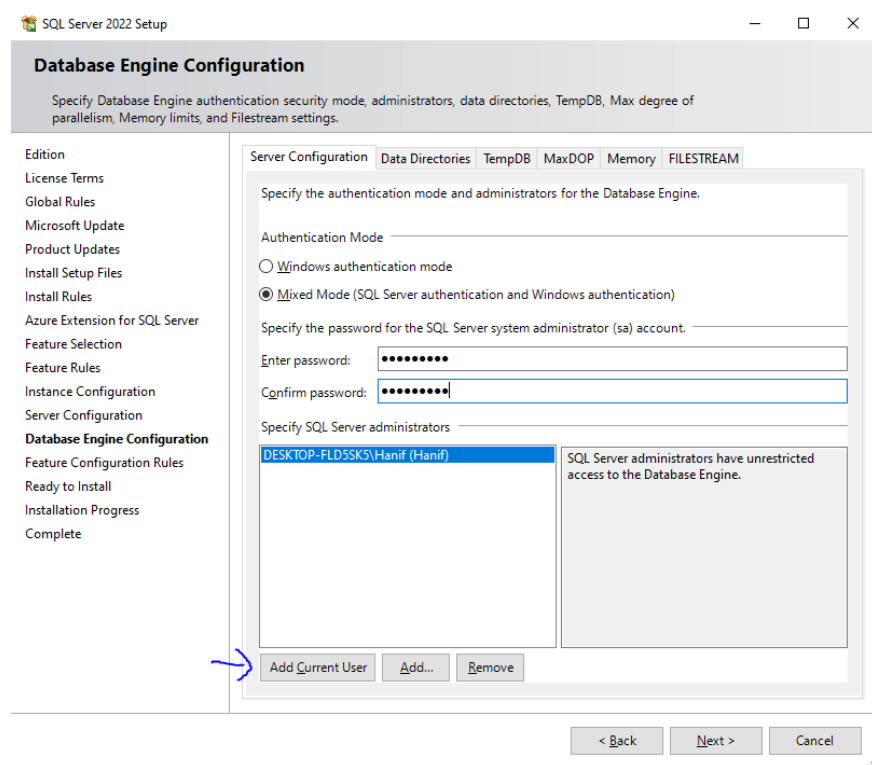 SQL Server 2022 Setup
Database Engine Configuration
Specify Database Engine authentication security mode, administrators, data directories, TempDB, Max degree of
parallelism, Memory limits, and Filestream settings.
Edition
License Terms
Global Rules
Microsoft Update
Product Updates
Install Setup Files
Install Rules
Azure Extension for SQL Server
Feature Selection
Feature Rules
Instance Configuration
Server Configuration
Database Engine Configuration
Feature Configuration Rules
Ready to Install
Installation Progress
Complete
Server Configuration Data Directories TempDB MaxDOP Memory FILESTREAM
Specify the authentication mode and administrators for the Database Engine.
Authentication Mode
Windows authentication mode
Mixed Mode (SQL Server authentication and Windows authentication)
Specify the password for the SQL Server system administrator (sa) account.
Enter password: ●●●●●●●●●
Confirm password: ●●●●●●●●●
Specify SQL Server administrators
DESKTOP-FLD5SK5\Hanif (Hanif)
SQL Server administrators have unrestricted
access to the Database Engine.
Add Current User Add... Remove
< Back Next > Cancel